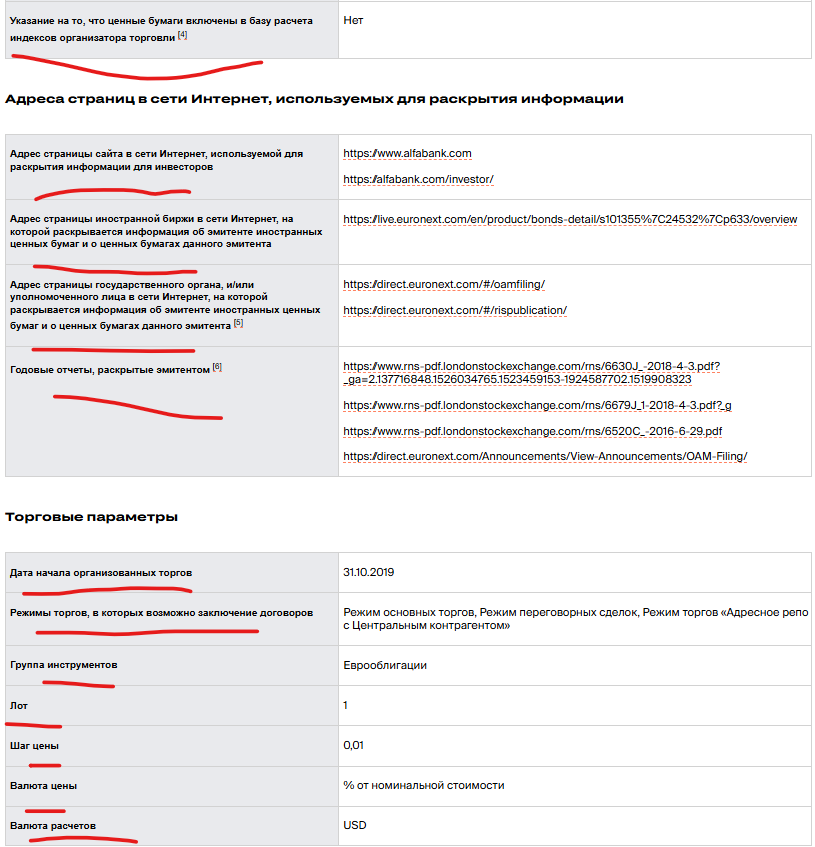 Указание на то, что ценные бумаги включены в базу расчета
индексов организатора торговли [4]
Нет
Адреса страниц в сети Интернет, используемых для раскрытия информации
Адрес страницы сайта в сети Интернет, используемой для
раскрытия информации для инвесторов
https://www.alfabank.com
https://alfabank.com/investor/
Адрес страницы иностранной биржи в сети Интернет, на
которой раскрывается информация об эмитенте иностранных
ценных бумаг и о ценных бумагах данного эмитента
https://live.euronext.com/en/product/bonds-detail/s101355%7C24532%7Cp633/overview
Адрес страницы государственного органа, и/или
уполномоченного лица в сети Интернет, на которой
раскрывается информация об эмитенте иностранных ценных
бумаг и о ценных бумагах данного эмитента [5]
https://direct.euronext.com/#/oamfiling/
https://direct.euronext.com/#/rispublication/
Годовые отчеты, раскрытые эмитентом [6]
https://www.rns-pdf.londonstockexchange.com/rns/6630J_-2018-4-3.pdf?
_ga=2.137716848.1526034765.1523459153-1924587702.1519908323
https://www.rns-pdf.londonstockexchange.com/rns/6679J_1-2018-4-3.pdf?_g
https://www.rns-pdf.londonstockexchange.com/rns/6520C_-2016-6-29.pdf
https://direct.euronext.com/Announcements/View-Announcements/OAM-Filing/
Торговые параметры
Дата начала организованных торгов
31.10.2019
Режимы торгов, в которых возможно заключение договоров
Режим основных торгов, Режим переговорных сделок, Режим торгов «Адресное репо
с Центральным контрагентом»
Группа инструментов
Еврооблигации
Лот
1
Шаг цены
0,01
Валюта цены
% от номинальной стоимости
Валюта расчетов
USD